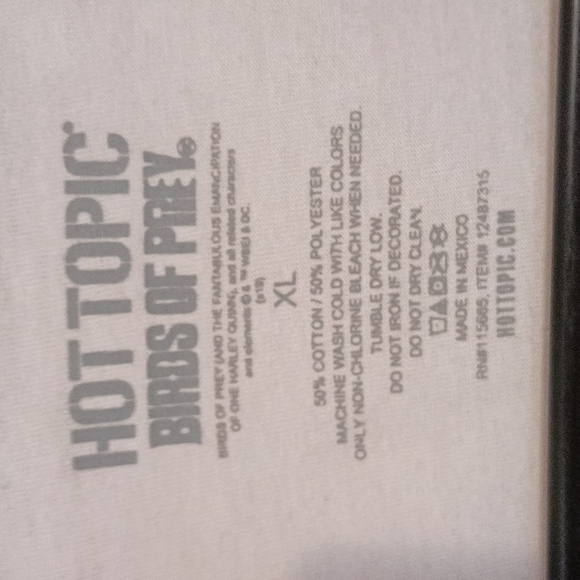 HOT TOPIC®
BIRDS OF PREY
BIRDS OF PREY (AND THE FANTABULOUS EMANCIPATION
OF ONE HARLEY QUINN), and all related characters
and elements © & ™ WBEI & DC.
(s19)
XL
50% COTTON / 50% POLYESTER
MACHINE WASH COLD WITH LIKE COLORS
ONLY NON-CHLORINE BLEACH WHEN NEEDED.
TUMBLE DRY LOW.
DO NOT IRON IF DECORATED.
DO NOT DRY CLEAN.
MADE IN MEXICO
RN#115665, ITEM# 12487315
HOTTOPIC.COM